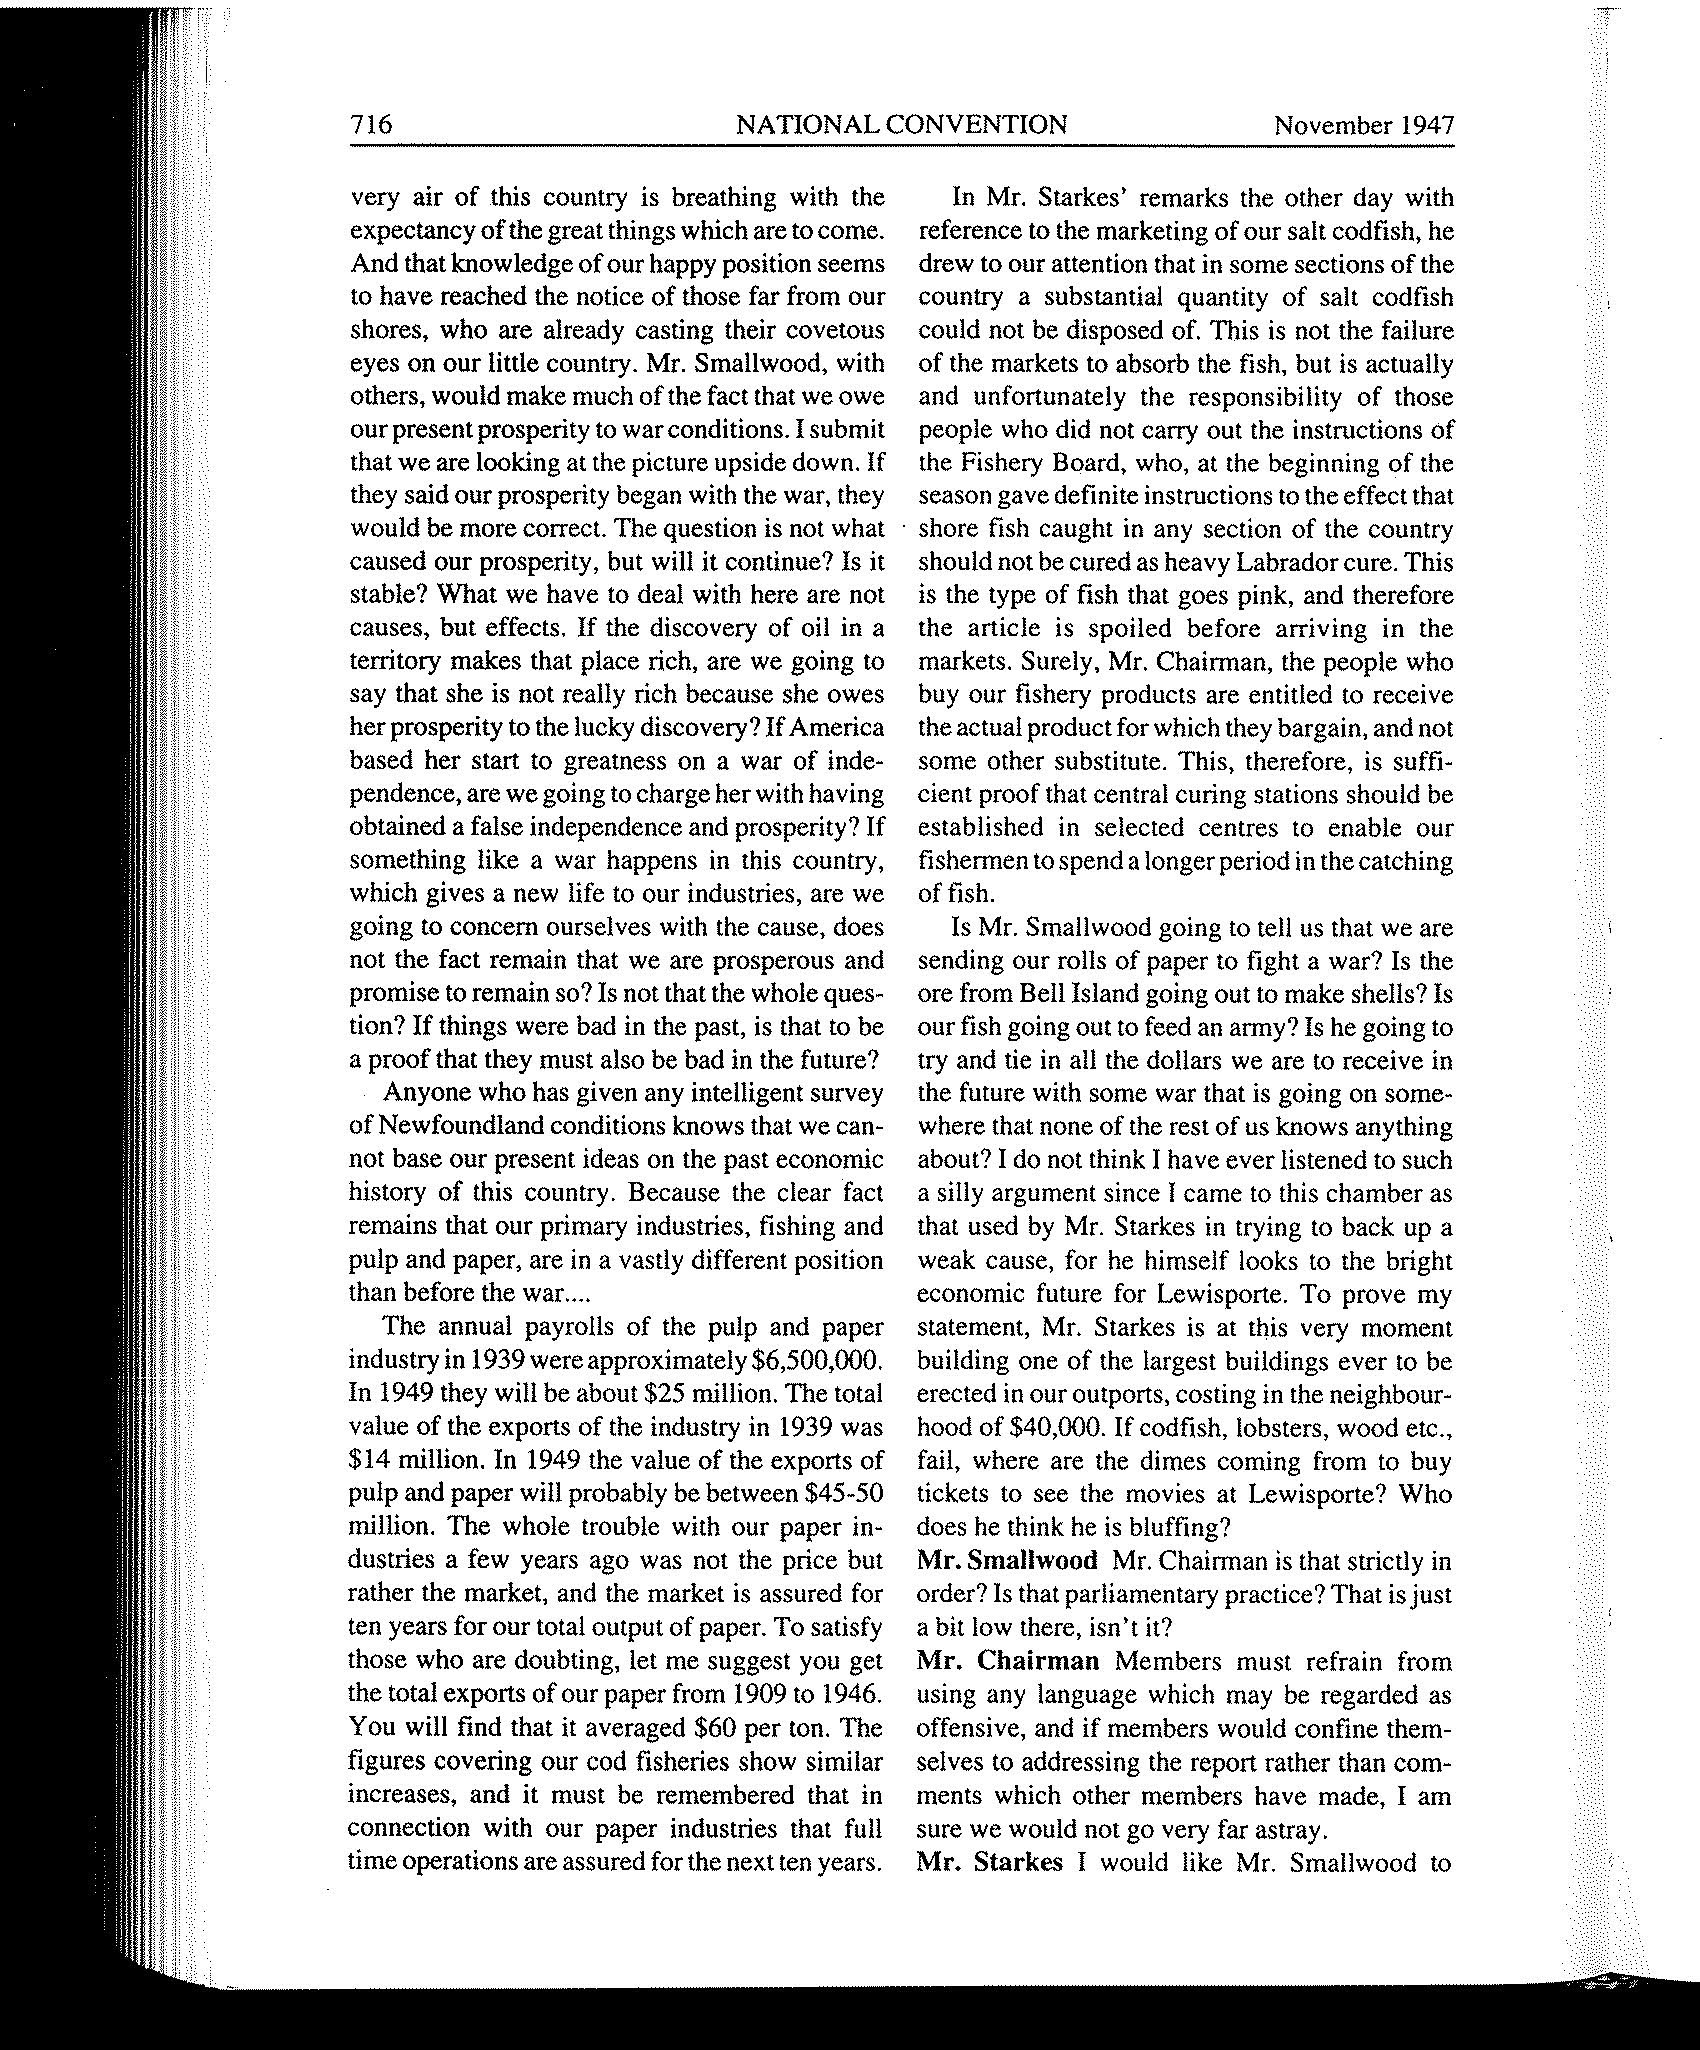 716 NATIONAL CONVENTION November 1947
very air of this country is breathing with the
expectancy of the great things which are to come.
And that knowledge of our happy position seems
to have reached the notice of those far from our
shores, who are already casting their covetous
eyes on our little country. Mr. Smallwood, with
others, would make much of the fact that we owe
our present prosperity to war conditions. I submit
that we are looking at the picture upside down. If
they said our prosperity began with the war, they
would be more correct. The question is not what
caused our prosperity, but will it continue? Is it
stable? What we have to deal with here are not
causes, but effects. If the discovery of oil in a
territory makes that place rich, are we going to
say that she is not really rich because she owes
her prosperity to the lucky discovery? If America
based her start to greatness on a war of inde-
pendence, are we going to charge her with having
obtained a false independence and prosperity? If
something like a war happens in this country,
which gives a new life to our industries, are we
going to concern ourselves with the cause, does
not the fact remain that we are prosperous and
promise to remain so? Is not that the whole ques-
tion? If things were bad in the past, is that to be
a proof that they must also be bad in the future?
Anyone who has given any intelligent survey
of Newfoundland conditions knows that we can-
not base our present ideas on the past economic
history of this country. Because the clear fact
remains that our primary industries, fishing and
pulp and paper, are in a vastly different position
than before the war....
The annual payrolls of the pulp and paper
industry in 1939 were approximately $6,500,000.
In 1949 they will be about $25 million. The total
value of the exports of the industry in 1939 was
$14 million. In 1949 the value of the exports of
pulp and paper will probably be between $45-50
million. The whole trouble with our paper in-
dustries a few years ago was not the price but
rather the market, and the market is assured for
ten years for our total output of paper. To satisfy
those who are doubting, let me suggest you get
the total exports of our paper from 1909 to 1946.
You will find that it averaged $60 per ton. The
figures covering our cod fisheries show similar
increases, and it must be remembered that in
connection with our paper industries that full
time operations are assured for the next ten years.
In Mr. Starkes' remarks the other day with
reference to the marketing of our salt codfish, he
drew to our attention that in some sections of the
country a substantial quantity of salt codfish
could not be disposed of. This is not the failure
of the markets to absorb the fish, but is actually
and unfortunately the responsibility of those
people who did not carry out the instructions of
the Fishery Board, who, at the beginning of the
season gave definite instructions to the effect that
shore fish caught in any section of the country
should not be cured as heavy Labrador cure. This
is the type of fish that goes pink, and therefore
the article is spoiled before arriving in the
markets. Surely, Mr. Chairman, the people who
buy our fishery products are entitled to receive
the actual product for which they bargain, and not
some other substitute. This, therefore, is suffi-
cient proof that central curing stations should be
established in selected centres to enable our
fishermen to spend a longer period in the catching
of fish.
Is Mr. Smallwood going to tell us that we are
sending our rolls of paper to fight a war? Is the
ore from Bell Island going out to make shells? Is
our fish going out to feed an army? Is he going to
try and tie in all the dollars we are to receive in
the future with some war that is going on some-
where that none of the rest of us knows anything
about? I do not think I have ever listened to such
a silly argument since I came to this chamber as
that used by Mr. Starkes in trying to back up a
weak cause, for he himself looks to the bright
economic future for Lewisporte. To prove my
statement, Mr. Starkes is at this very moment
building one of the largest buildings ever to be
erected in our outports, costing in the neighbour-
hood of $40,000. If codfish, lobsters, wood etc.,
fail, where are the dimes coming from to buy
tickets to see the movies at Lewisporte? Who
does he think he is bluffing?
Mr. Smallwood Mr. Chairman is that strictly in
order? Is that parliamentary practice? That is just
a bit low there, isn't it?
Mr. Chairman Members must refrain from
using any language which may be regarded as
offensive, and if members would confine them-
selves to addressing the report rather than com-
ments which other members have made, I am
sure we would not go very far astray.
Mr. Starkes I would like Mr. Smallwood to